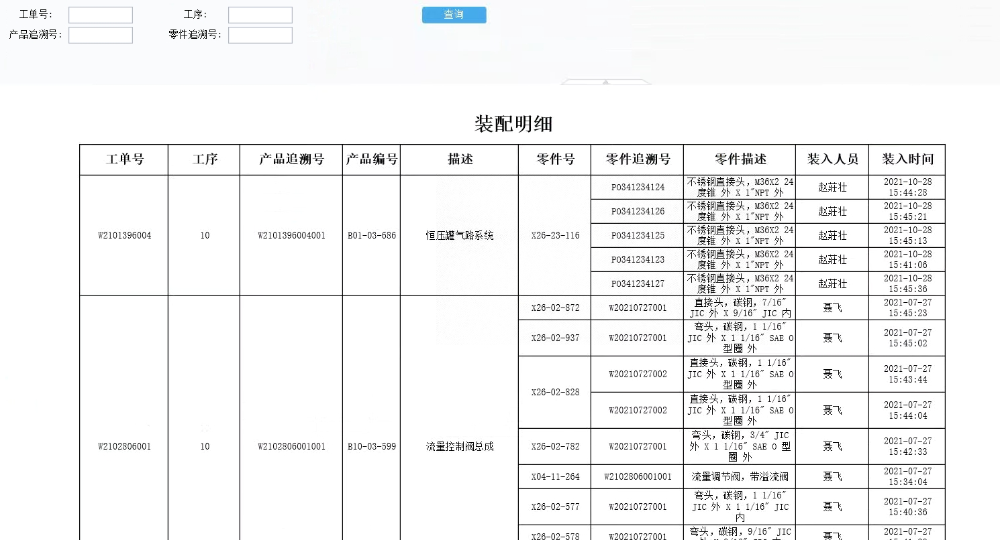 工单号: 工序: 查询
产品追溯号: 零件追溯号:
装配明细
工单号 工序 产品追溯号 产品编号 描述 零件号 零件追溯号 零件描述 装入人员 装入时间
W2101396004 10 W2101396004001 B01-03-686 恒压罐气路系统 X26-23-116
PO341234124 不锈钢直接头, M36X2 24 赵莊壮 2021-10-28
度锥 外 X 1"NPT 外 15:44:28
PO341234126 不锈钢直接头, M36X2 24 赵莊壮 2021-10-28
度锥 外 X 1"NPT 外 15:45:21
PO341234125 不锈钢直接头, M36X2 24 赵莊壮 2021-10-28
度锥 外 X 1"NPT 外 15:45:13
PO341234123 不锈钢直接头, M36X2 24 赵莊壮 2021-10-28
度锥 外 X 1"NPT 外 15:41:06
PO341234127 不锈钢直接头, M36X2 24 赵莊壮 2021-10-28
度锥 外 X 1"NPT 外 15:45:36
W2102806001 10 W2102806001001 B10-03-599 流量控制阀总成
X26-02-872 W20210727001 直接头, 碳钢, 7/16" 聂飞 2021-07-27
JIC 外 X 9/16" JIC 内 15:45:23
X26-02-937 W20210727001 弯头, 碳钢, 1 1/16" 聂飞 2021-07-27
JIC 外 X 1 1/16" SAE O 15:45:02
型圈 外
X26-02-828 W20210727002 直接头, 碳钢, 1 1/16" 聂飞 2021-07-27
JIC 外 X 1 1/16" SAE O 15:43:44
型圈 外
W20210727002 直接头, 碳钢, 1 1/16" 聂飞 2021-07-27
JIC 外 X 1 1/16" SAE O 15:44:04
型圈 外
X26-02-782 W20210727001 弯头, 碳钢, 3/4" JIC 聂飞 2021-07-27
外 X 1 1/16" SAE O 型 15:42:33
圈 外
X04-11-264 W2102806001001 流量调节阀, 带溢流阀 聂飞 2021-07-27
15:34:04
X26-02-577 W20210727001 弯头, 碳钢, 1 1/16" 聂飞 2021-07-27
JIC 外 X 1 1/16" JIC 15:40:36
内
X26-02-578 W20210727001 弯头, 碳钢, 9/16" JIC 聂飞 2021-07-27